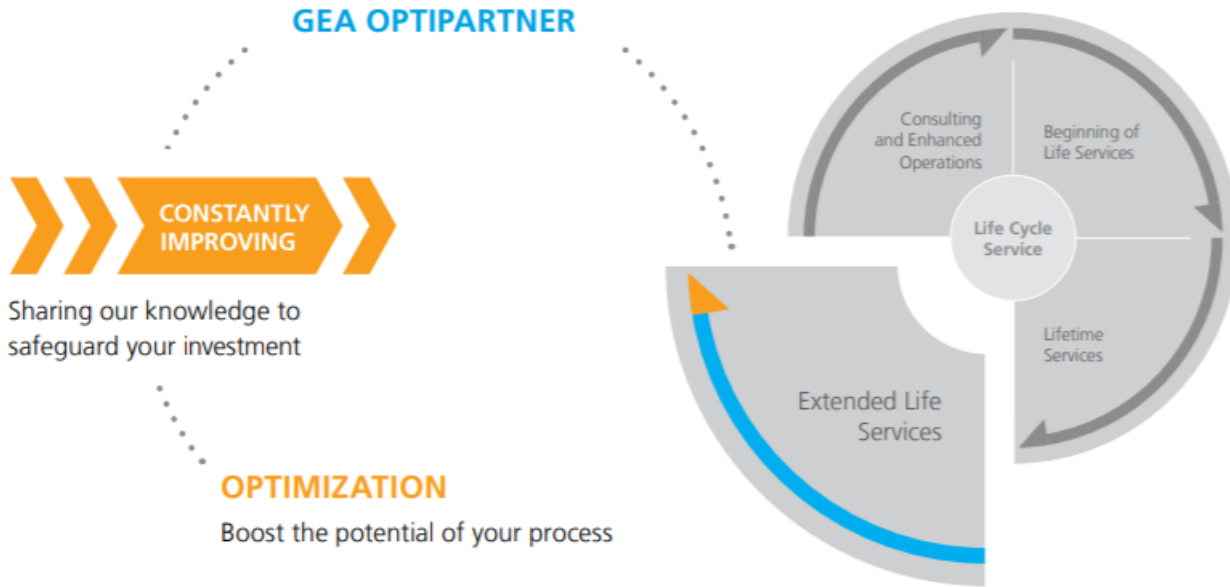 GEA OPTIPARTNER
CONSTANTLY
IMPROVING
Sharing our knowledge to
safeguard your investment
OPTIMIZATION
Boost the potential of your process
Consulting
and Enhanced
Operations
Beginning of
Life Services
Life Cycle
Service
Lifetime
Services
Extended Life
Services